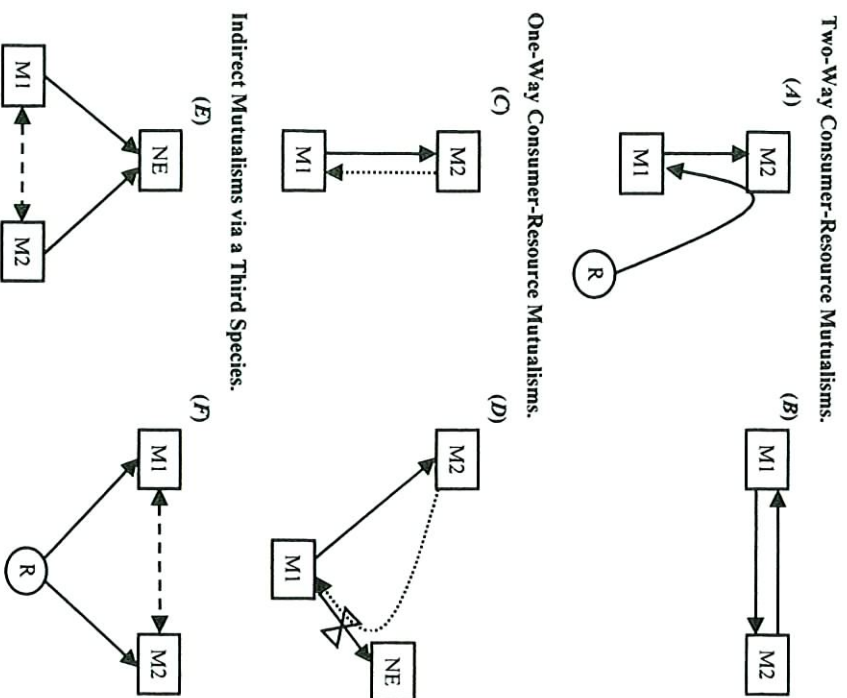 Two-Way Consumer-Resource Mutualisms.
(A)
M2
M1
R
(B)
M1
M2
One-Way Consumer-Resource Mutualisms.
(C)
M2
M1
(D)
M2
M1
NE
Indirect Mutualisms via a Third Species.
(E)
NE
M1
M2
(F)
M1
M2
R